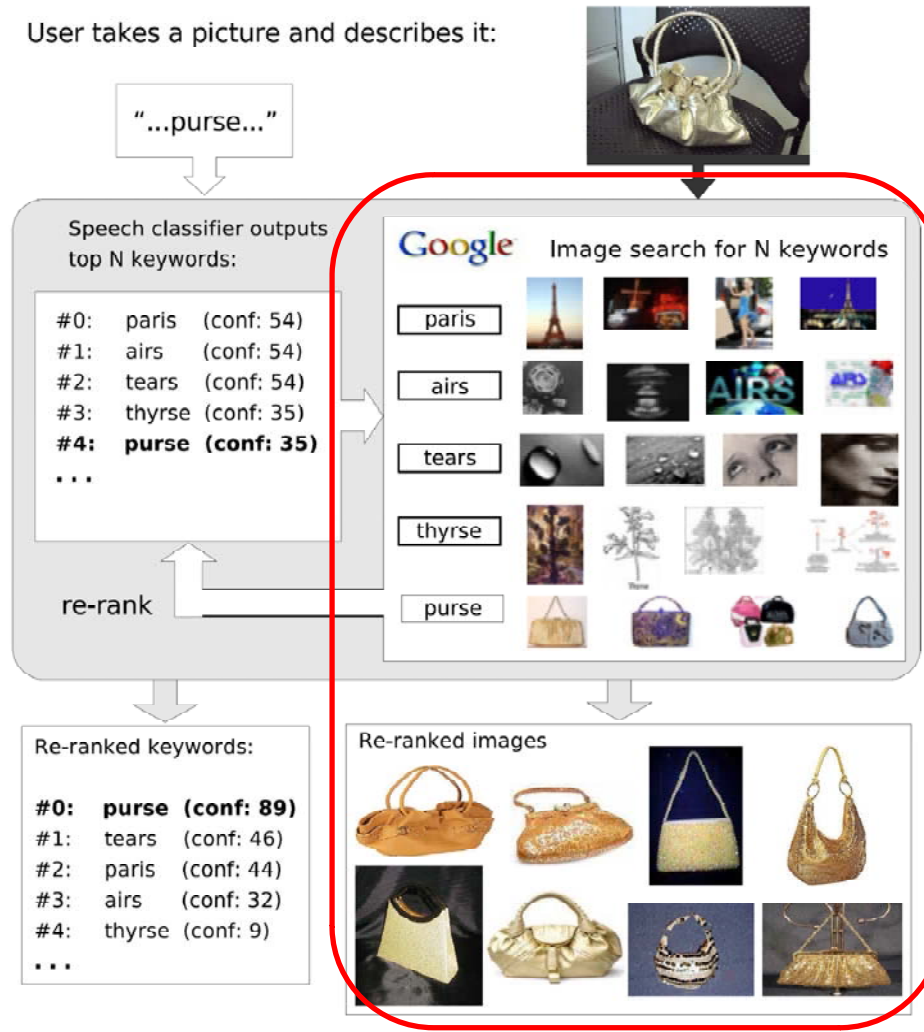 User takes a picture and describes it:
“...purse...”
Speech classifier outputs
top N keywords:
#0: paris (conf: 54)
#1: airs (conf: 54)
#2: tears (conf: 54)
#3: thyrse (conf: 35)
#4: purse (conf: 35)
...
re-rank
Google Image search for N keywords
paris
airs
AIRS
AIRS
tears
thyrse
purse
Re-ranked keywords:
#0: purse (conf: 89)
#1: tears (conf: 46)
#2: paris (conf: 44)
#3: airs (conf: 32)
#4: thyrse (conf: 9)
...
Re-ranked images